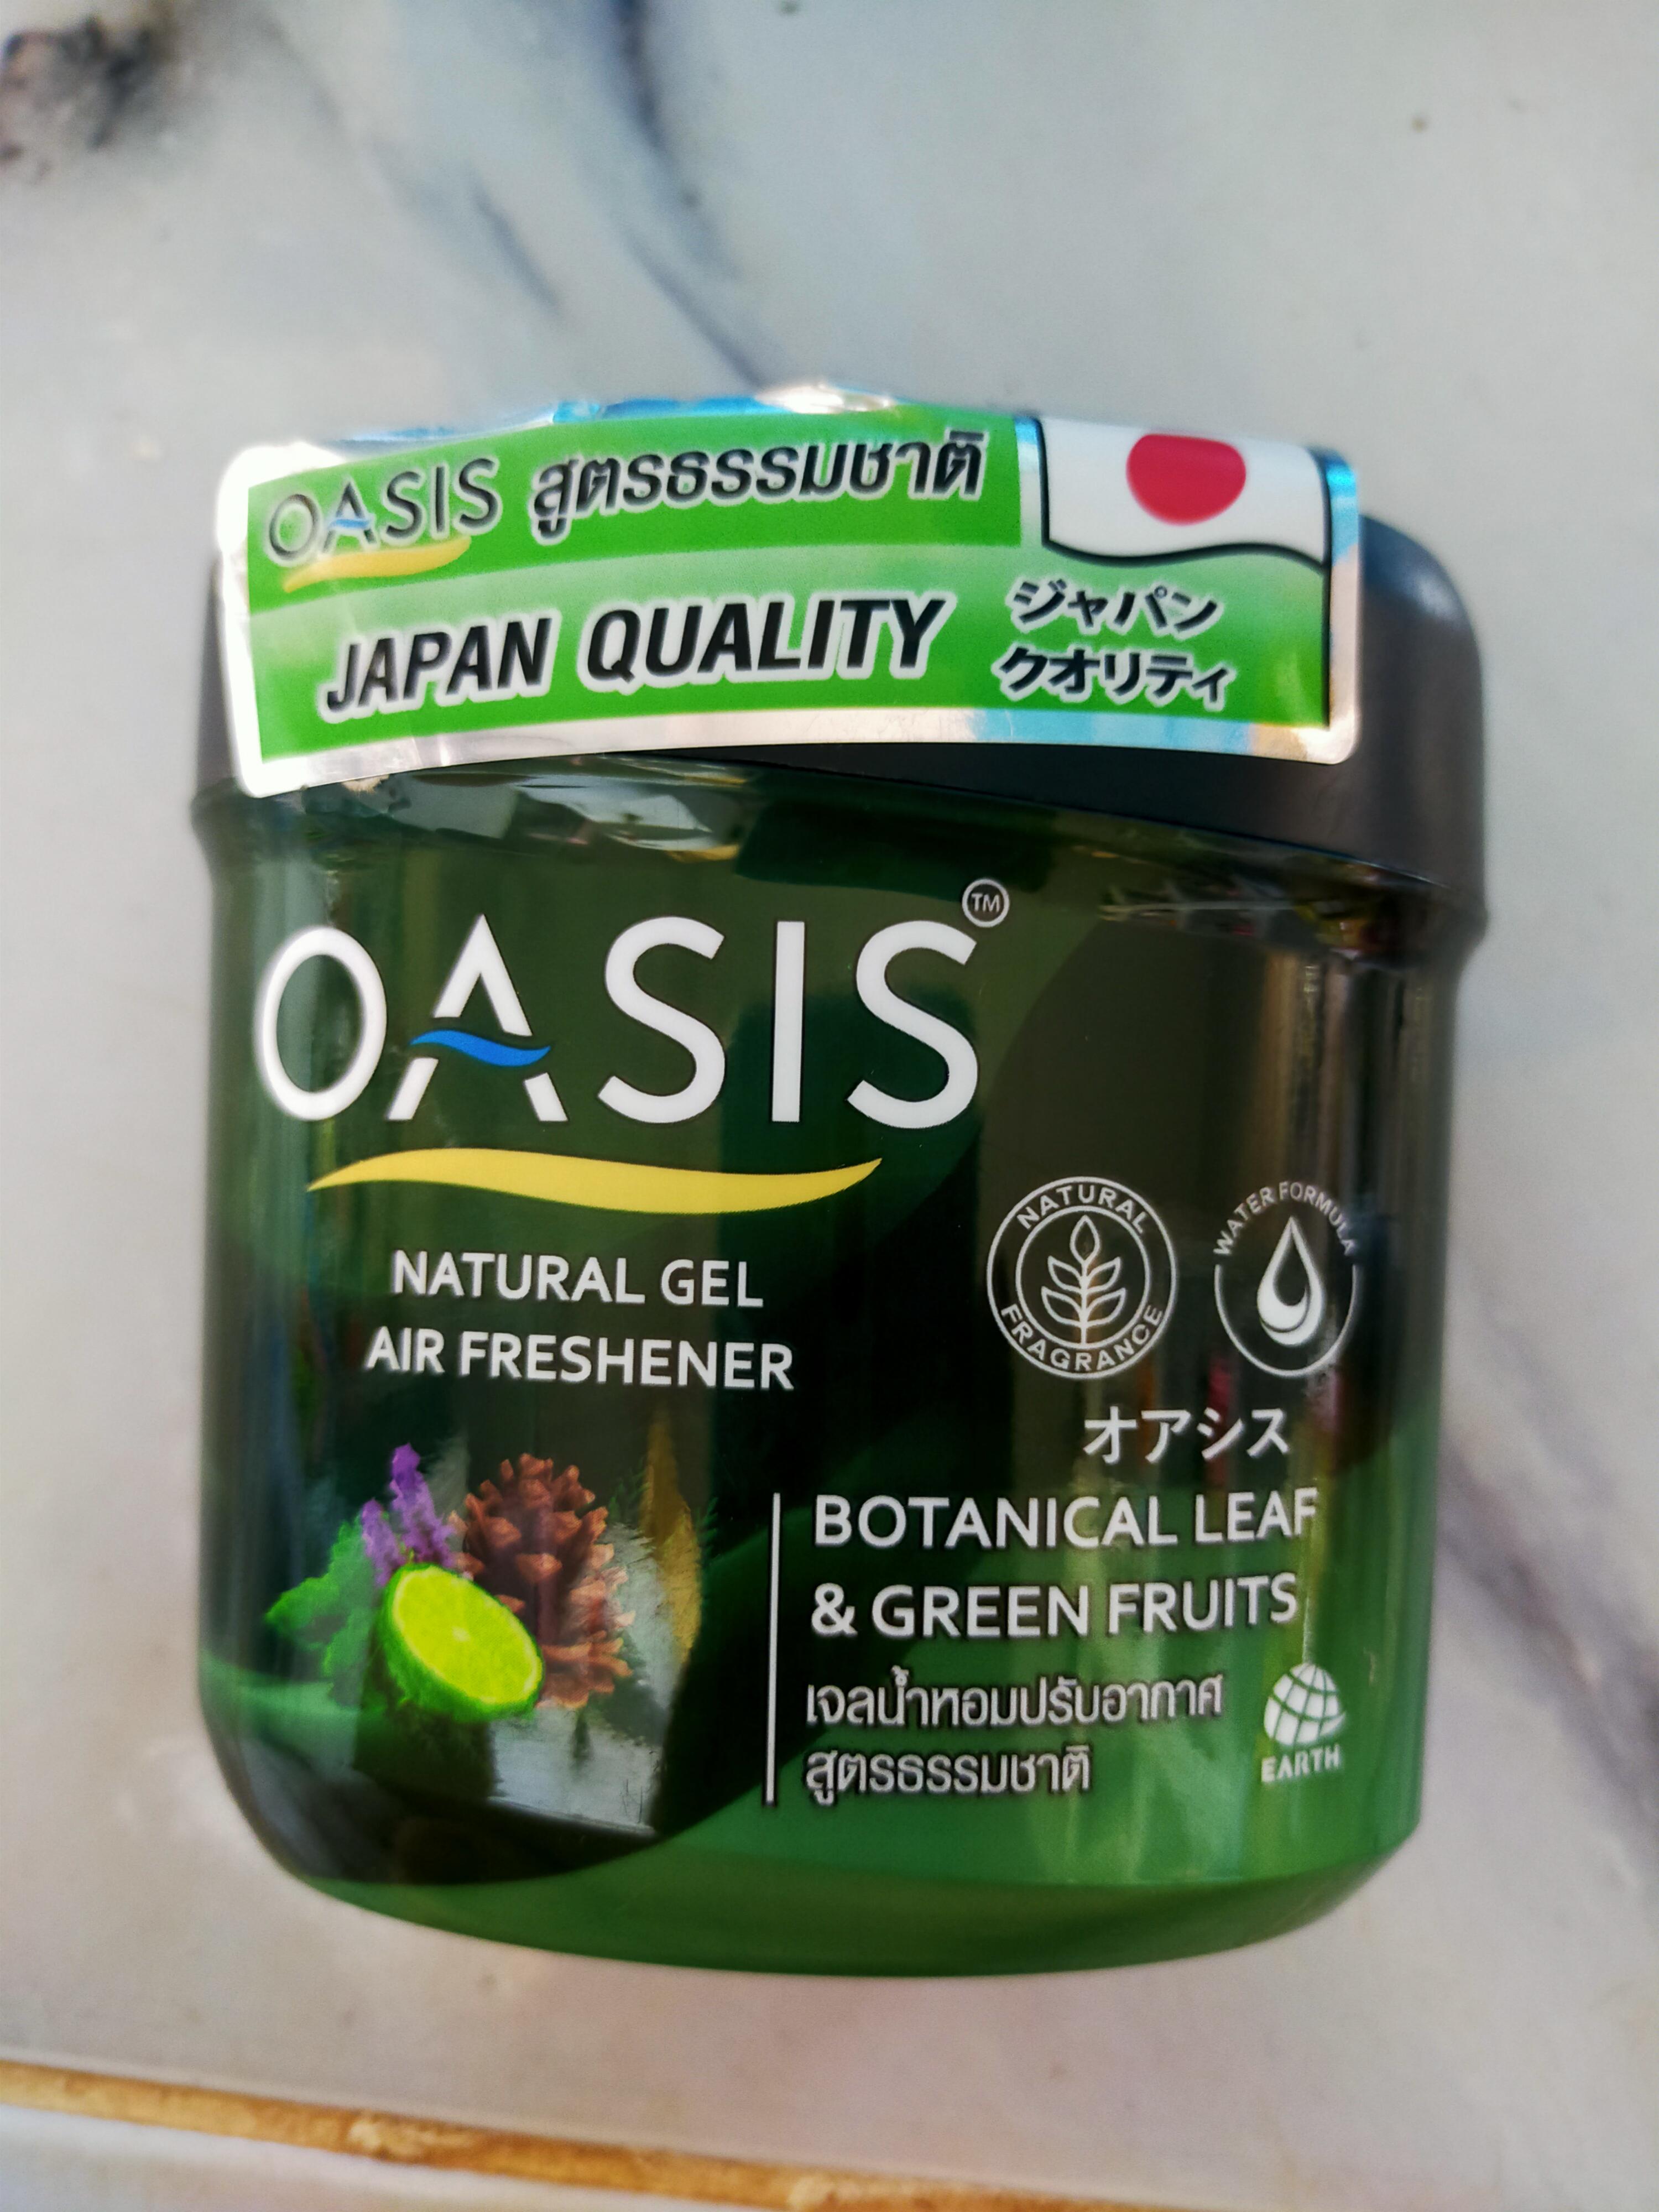 OASIS สูตรธรรมชาติ
JAPAN QUALITY
ジャパン
クオリティ
OASIS TM
NATURAL GEL
AIR FRESHENER
NATURAL FRAGRANCE
WATER FORMULA
オアシス
BOTANICAL LEAF
& GREEN FRUITS
เจลน้ำหอมปรับอากาศ
สูตรธรรมชาติ
EARTH